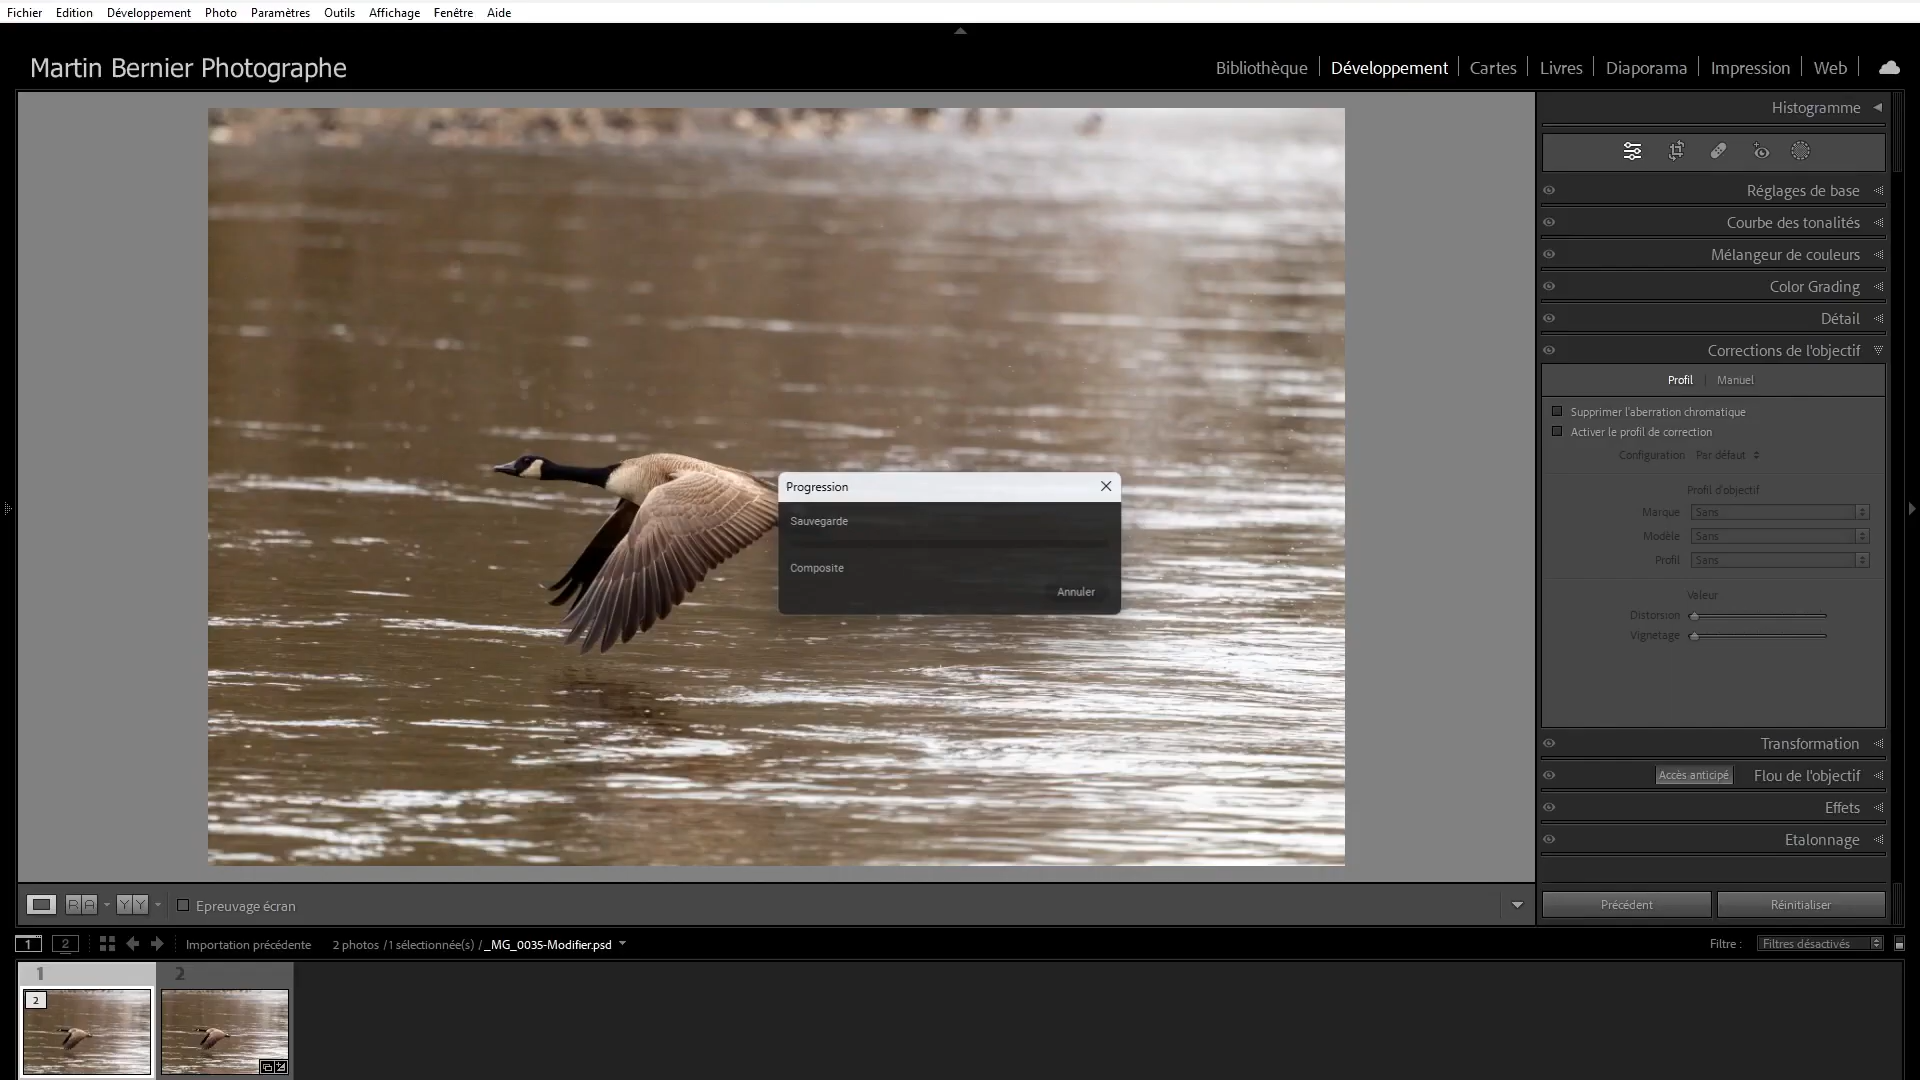 Fichier Edition Développement Photo Paramètres Outils Affichage Fenêtre Aide
Martin Bernier Photographe
Bibliothèque Développement Cartes Livres Diaporama Impression Web
Histogramme
Réglages de base
Courbe des tonalités
Mélangeur de couleurs
Color Grading
Détail
Corrections de l'objectif
Profil Manuel
Supprimer l'aberration chromatique
Activer le profil de correction
Configuration Par défaut
Profil d'objectif
Marque Sans
Modèle Sans
Profil Sans
Valeur
Distorsion
Vignetage
Progression
Sauvegarde
Composite
Annuler
Transformation
Accès anticipé Flou de l'objectif
Effets
Etalonnage
Précédent Réinitialiser
R A Y Y Epreuvage écran
1 2 Importation précédente 2 photos /1 sélectionnée(s) /_MG_0035-Modifier.psd
Filtre : Filtres désactivés
1 2
2